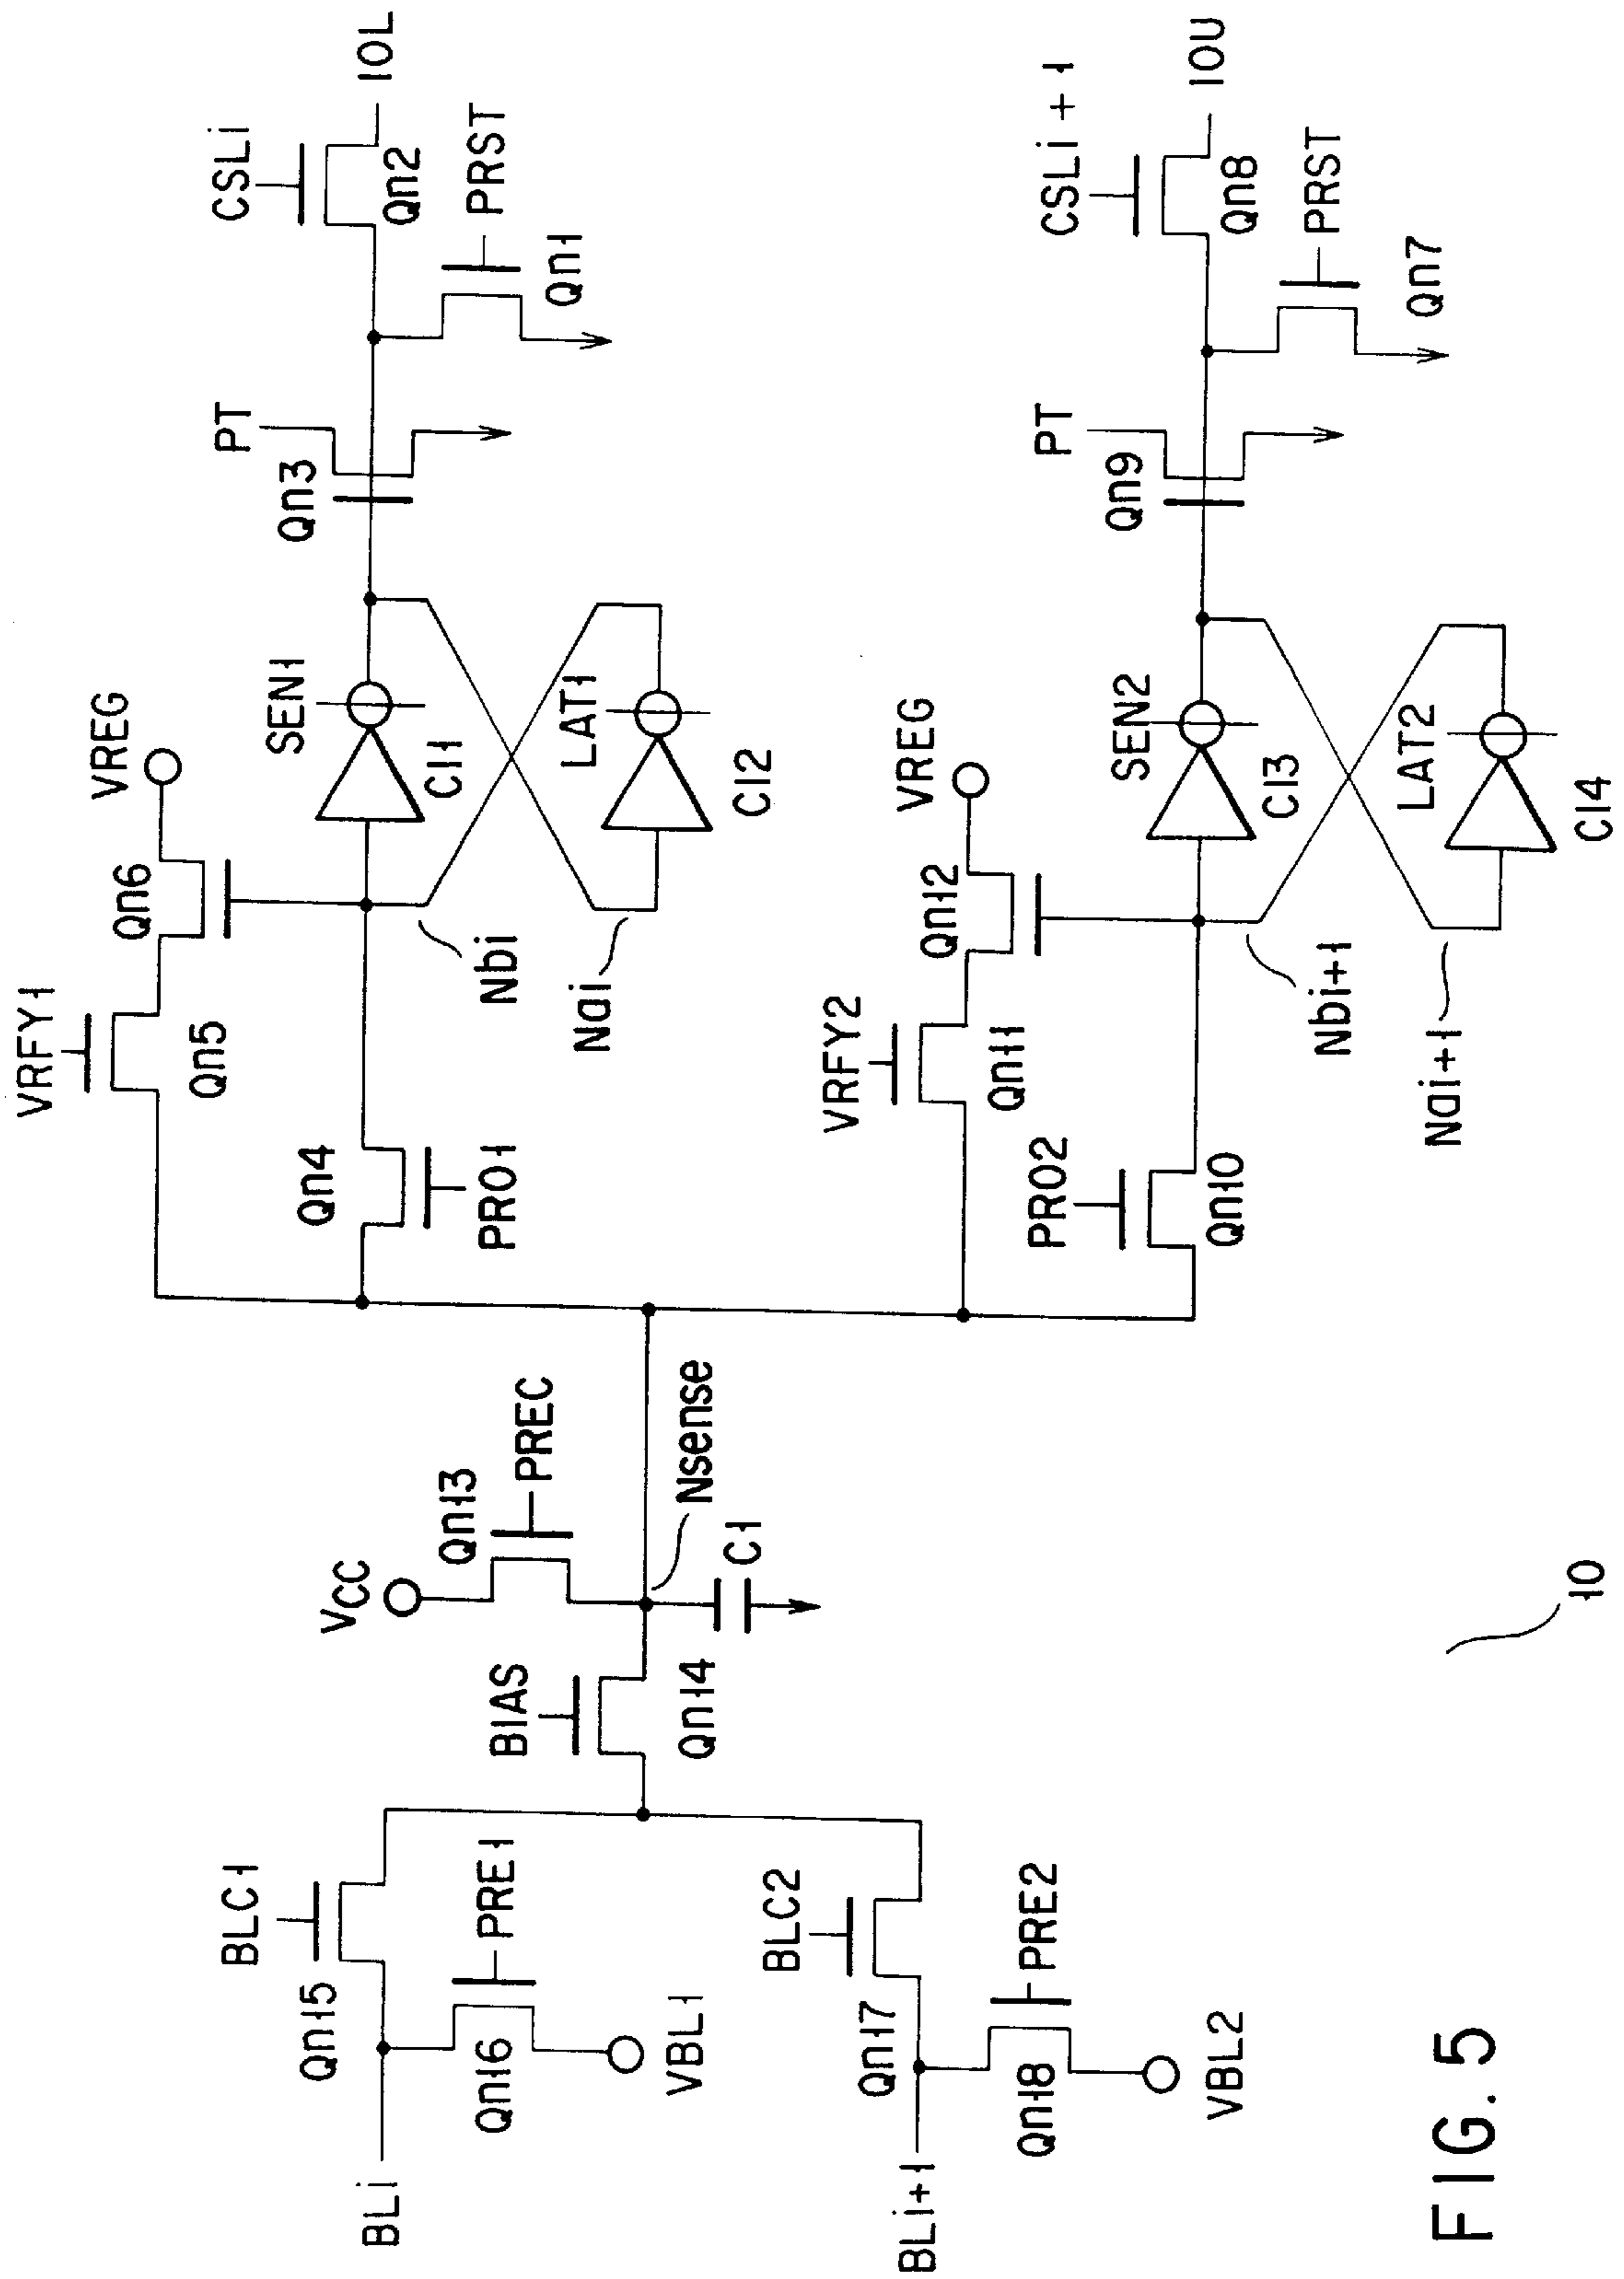 VRFY1
Qn5
Qn6
VREG
CSLi
Qn2
IOL
PRST
Qn1
PT
Qn3
SEN1
CI1
LAT1
CI2
Nbi
Nai
Qn4
PRO1
BLC1
Qn15
PRE1
Qn16
VBL1
BLi
VCC
Qn13
PREC
BIAS
Qn14
Nsense
C1
BLC2
Qn17
PRE2
Qn18
VBL2
BLi+1
VRFY2
Qn11
Qn12
VREG
PRO2
Qn10
SEN2
CI3
LAT2
CI4
Nbi+1
Nai+1
PT
Qn9
CSLi+1
Qn8
IOU
PRST
Qn7
10
FIG. 5